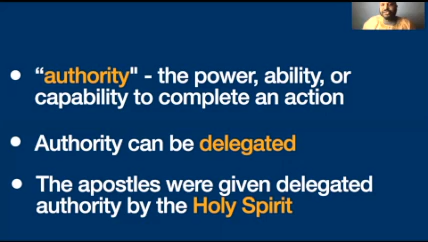 • “authority" - the power, ability, or
capability to complete an action
• Authority can be delegated
• The apostles were given delegated
authority by the Holy Spirit